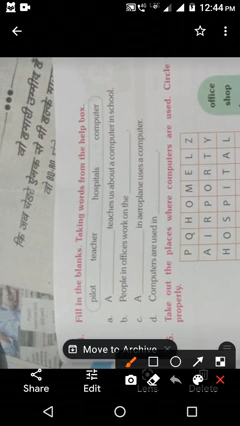 12:44 PM
कि जब चेहरे
Fill in the blanks. Taking words from the help box.
pilot teacher hospitals computer
a. A teaches us about a computer in school.
b. People in offices work on the
c. A in aeroplane uses a computer.
d. Computers are used in
Take out the places where computers are used. Circle
properly.
P Q H O M E L Z
A I R P O R T Y
H O S P I T A L
office
shop
Move to Archive
Share
Edit
Lens
Delete